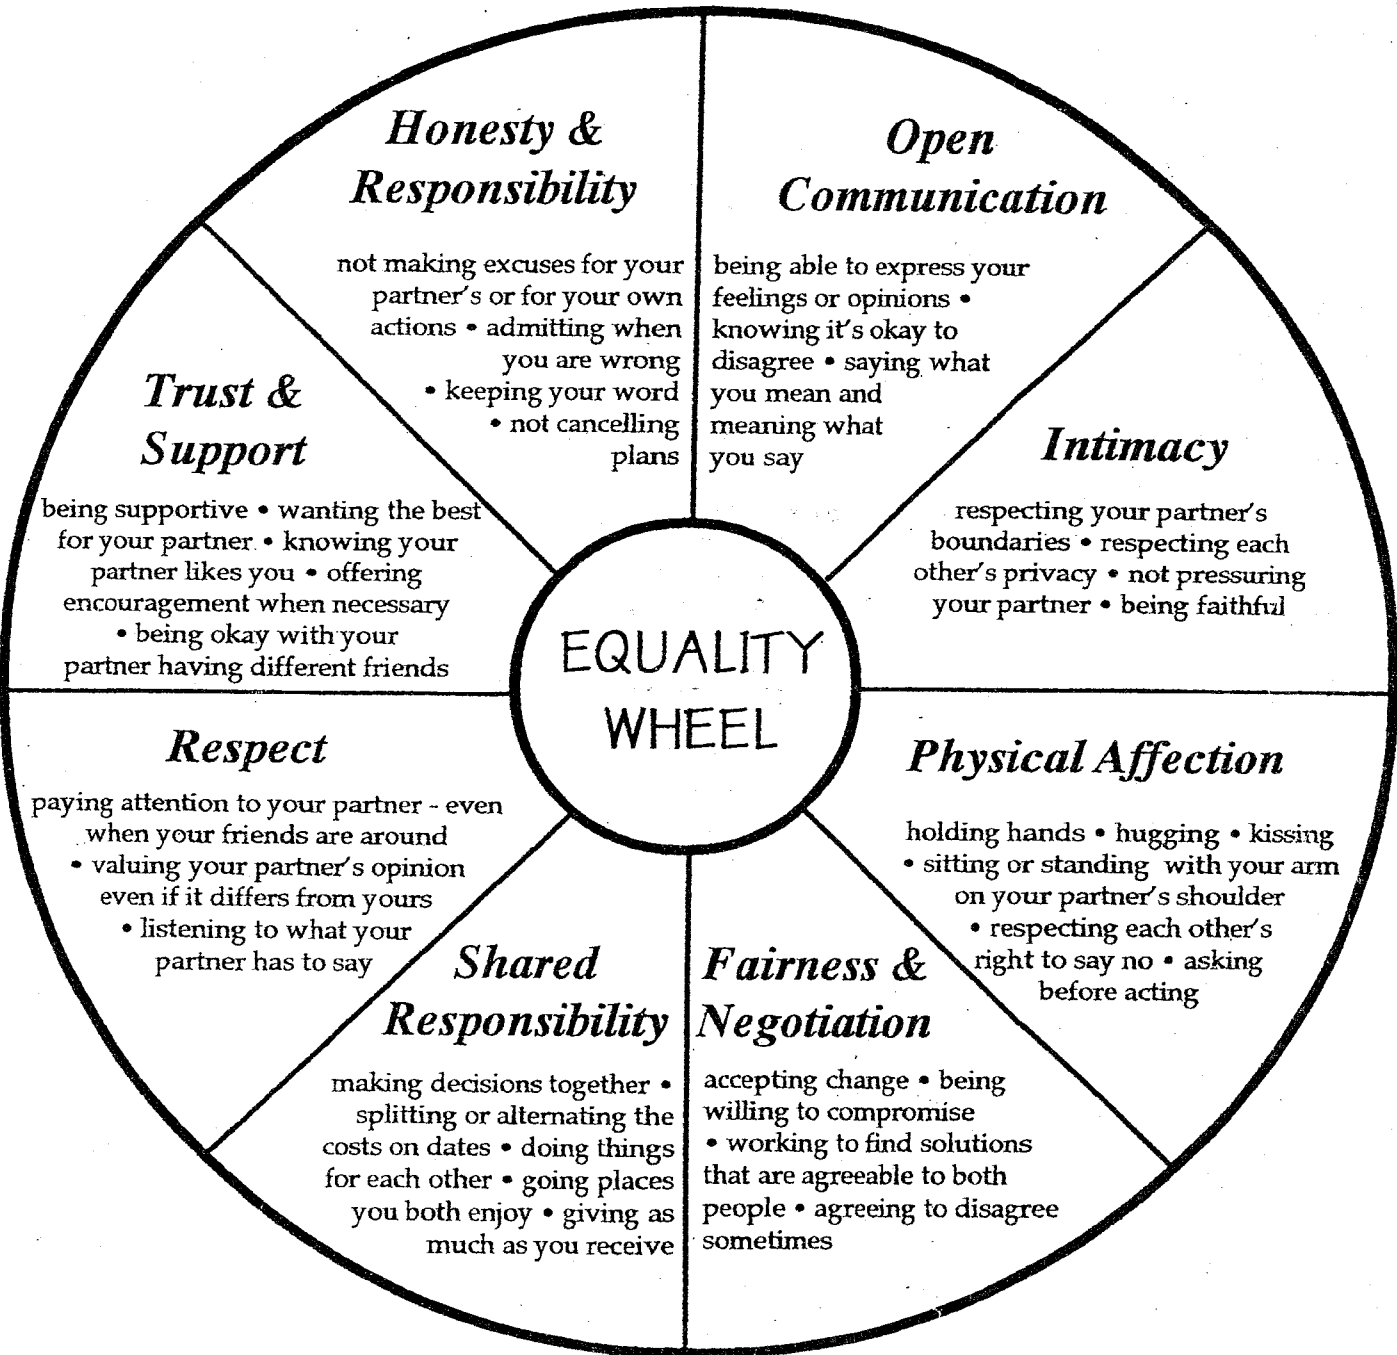 Honesty &
Responsibility
not making excuses for your
partner's or for your own
actions • admitting when
you are wrong
• keeping your word
• not cancelling
plans
Open
Communication
being able to express your
feelings or opinions •
knowing it's okay to
disagree • saying what
you mean and
meaning what
you say
Intimacy
respecting your partner's
boundaries • respecting each
other's privacy • not pressuring
your partner • being faithful
Physical Affection
holding hands • hugging • kissing
• sitting or standing with your arm
on your partner's shoulder
• respecting each other's
right to say no • asking
before acting
Fairness &
Negotiation
accepting change • being
willing to compromise
• working to find solutions
that are agreeable to both
people • agreeing to disagree
sometimes
Shared
Responsibility
making decisions together •
splitting or alternating the
costs on dates • doing things
for each other • going places
you both enjoy • giving as
much as you receive
Respect
paying attention to your partner - even
when your friends are around
• valuing your partner's opinion
even if it differs from yours
• listening to what your
partner has to say
Trust &
Support
being supportive • wanting the best
for your partner • knowing your
partner likes you • offering
encouragement when necessary
• being okay with your
partner having different friends
EQUALITY
WHEEL